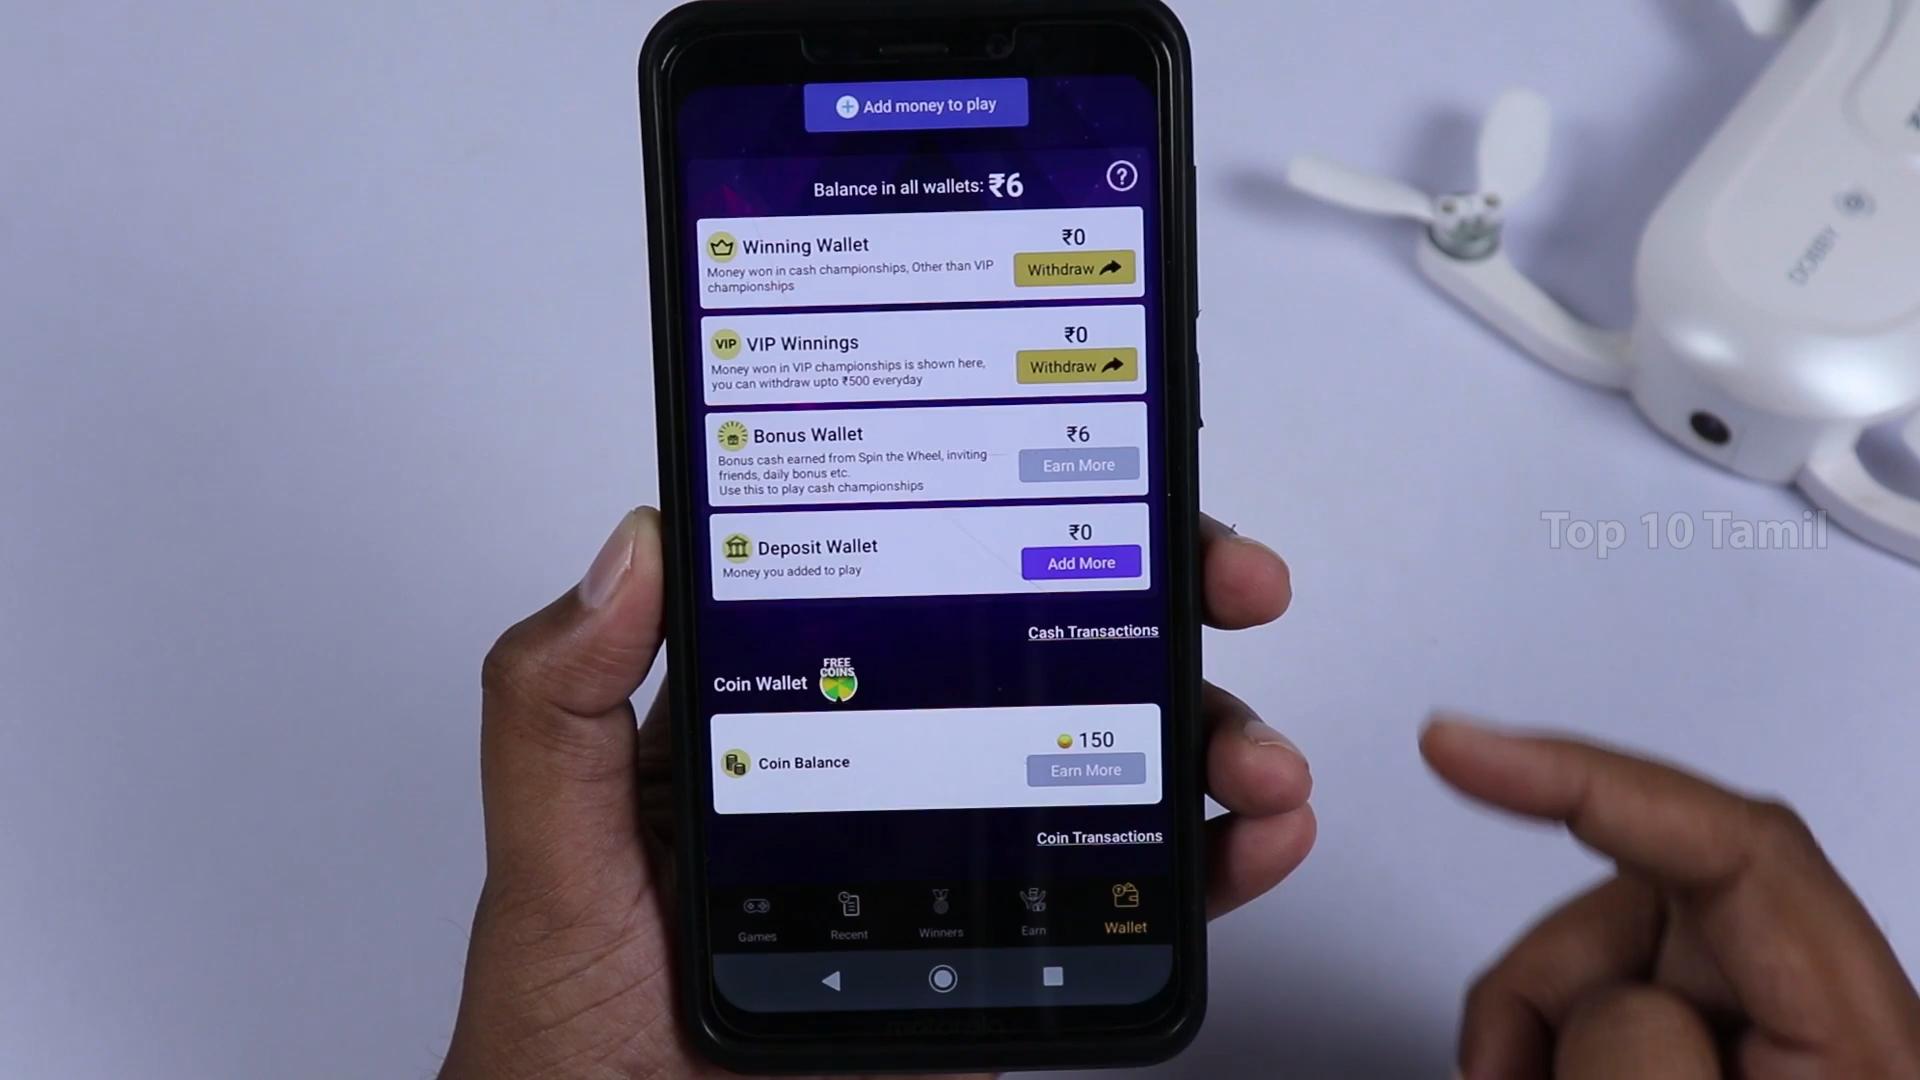 Add money to play
Balance in all wallets: ₹6
?
Winning Wallet
₹0
Money won in cash championships, Other than VIP
championships
Withdraw
VIP
VIP Winnings
₹0
Money won in VIP championships is shown here,
you can withdraw upto ₹500 everyday
Withdraw
Bonus Wallet
₹6
Bonus cash earned from Spin the Wheel, inviting
friends, daily bonus etc.
Use this to play cash championships
Earn More
Deposit Wallet
₹0
Money you added to play
Add More
Cash Transactions
Coin Wallet
FREE
COINS
Coin Balance
150
Earn More
Coin Transactions
Games
Recent
Winners
Earn
Wallet
motorola
DOBBY
Top 10 Tamil